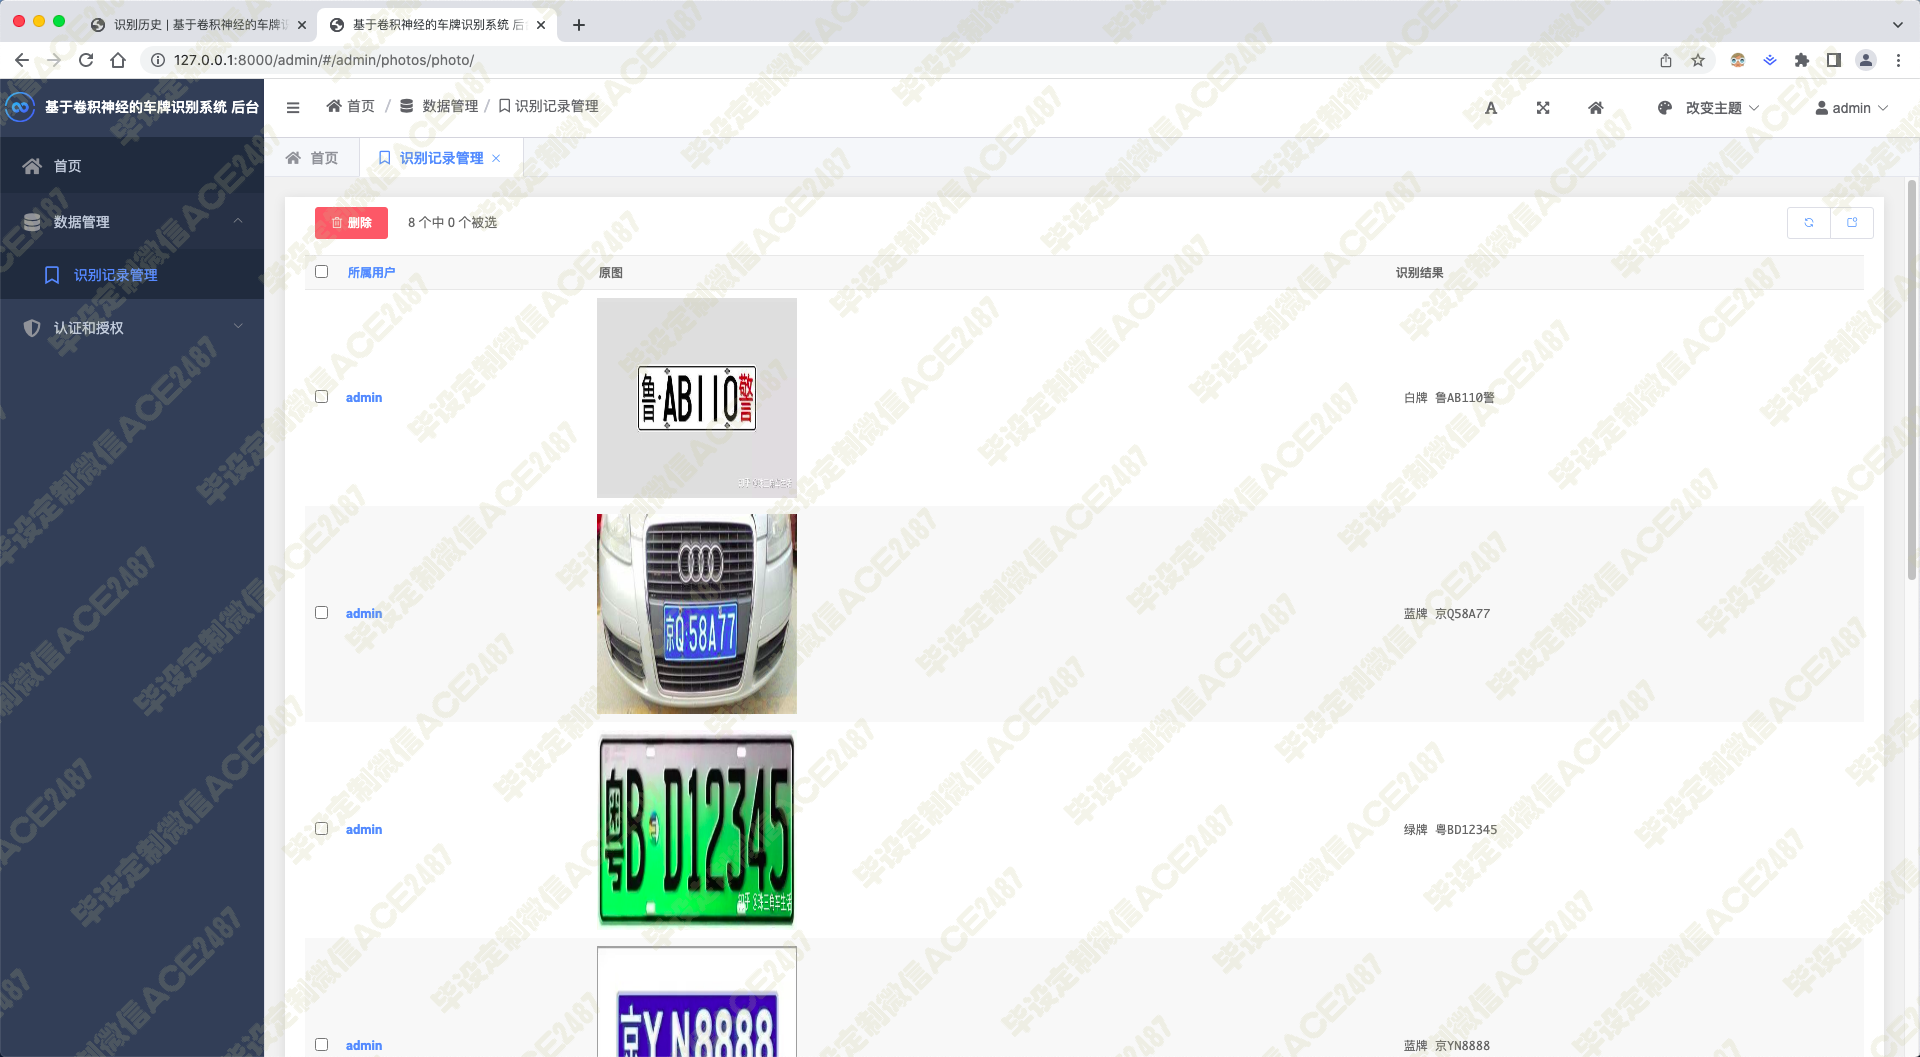 识别历史 | 基于卷积神经的车牌识
基于卷积神经的车牌识别系统 后
127.0.0.1:8000/admin/#/admin/photos/photo/
基于卷积神经的车牌识别系统 后台
首页 / 数据管理 / 识别记录管理
A
改变主题
admin
首页
数据管理
识别记录管理
认证和授权
首页
识别记录管理
删除
8 个中 0 个被选
所属用户
原图
识别结果
admin
鲁·AB110警
白牌 鲁AB110警
admin
京Q·58A77
蓝牌 京Q58A77
admin
粤B D12345
绿牌 粤BD12345
admin
京YN8888
蓝牌 京YN8888
毕设定制微信ACE2487